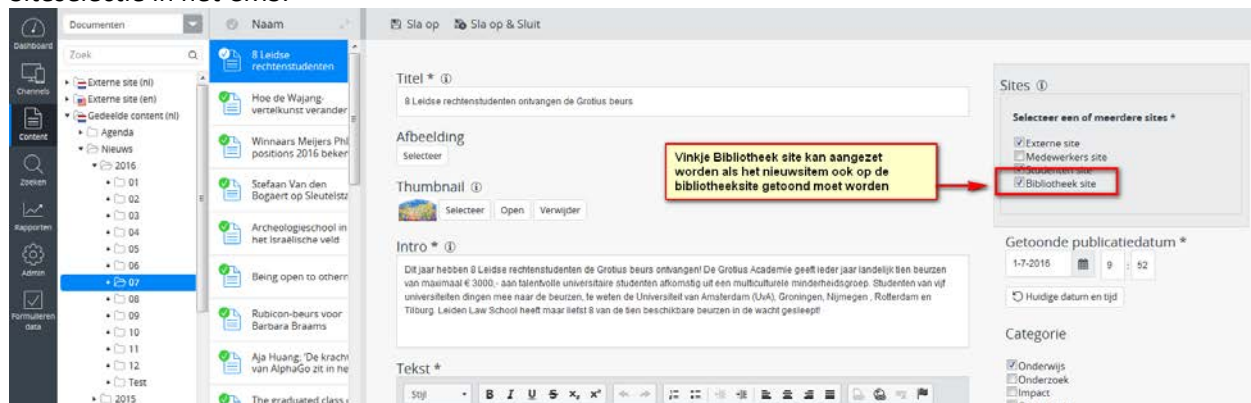 Documenten
Naam
Sla op
Sla op & Sluit
Dashboard
Zoek
8 Leidse
rechtenstudenten
Channels
Externe site (nl)
Externe site (en)
Gedeelde content (nl)
Agenda
Nieuws
2016
01
02
03
04
05
06
07
08
09
10
11
12
Test
2015
Content
Zoeken
Rapporten
Admin
Formulieren
data
Hoe de Wajang-
vertelkunst verander
Winnaars Meijers Phl
positions 2016 beker
Stefaan Van den
Bogaert op Sleutelsta
Archeologieschool in
het Israëlische veld
Being open to othern
Rubicon-beurs voor
Barbara Braams
Aja Huang: 'De kracht
van AlphaGo zit in he
The graduated class
Titel *
8 Leidse rechtenstudenten ontvangen de Grotius beurs
Afbeelding
Selecteer
Thumbnail
Selecteer Open Verwijder
Intro *
Dit jaar hebben 8 Leidse rechtenstudenten de Grotius beurs ontvangen! De Grotius Academie geeft ieder jaar landelijk tien beurzen
van maximaal € 3000,- aan talentvolle universitaire studenten afkomstig uit een multiculturele minderheidsgroep. Studenten van vijf
universiteiten dingen mee naar de beurzen, te weten de Universiteit van Amsterdam (UvA), Groningen, Nijmegen , Rotterdam en
Tilburg. Leiden Law School heeft maar liefst 8 van de tien beschikbare beurzen in de wacht gesleept!
Tekst *
Stijl
B I U S x₂ x²
Vinkje Bibliotheek site kan aangezet
worden als het nieuwsitem ook op de
bibliotheeksite getoond moet worden
Sites
Selecteer een of meerdere sites *
Externe site
Medewerkers site
Studenten site
Bibliotheek site
Getoonde publicatiedatum *
1-7-2016 9 : 52
Huidige datum en tijd
Categorie
Onderwijs
Onderzoek
Impact